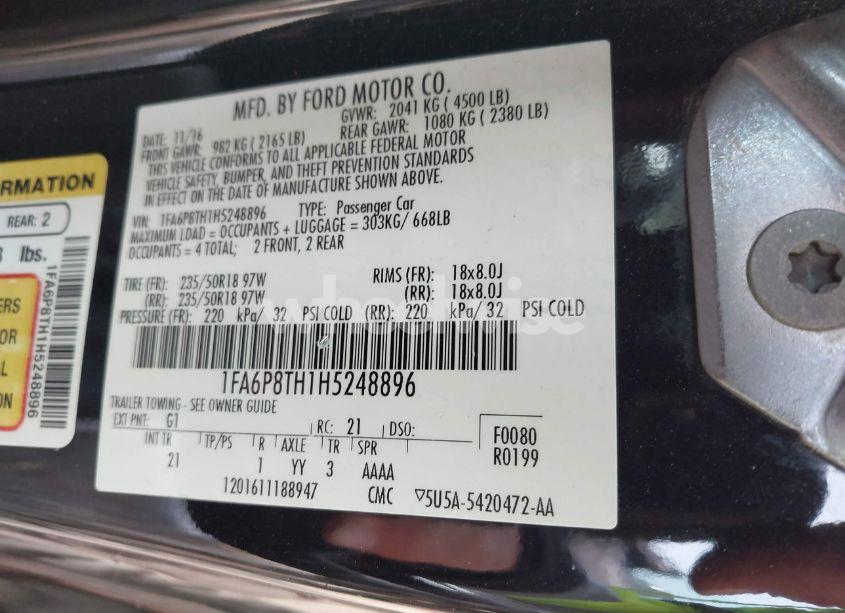 MFD. BY FORD MOTOR CO.
DATE: 11/16 GVWR: 2041 KG ( 4500 LB)
FRONT GAWR: 982 KG ( 2165 LB) REAR GAWR: 1080 KG ( 2380 LB)
THIS VEHICLE CONFORMS TO ALL APPLICABLE FEDERAL MOTOR
VEHICLE SAFETY, BUMPER, AND THEFT PREVENTION STANDARDS
IN EFFECT ON THE DATE OF MANUFACTURE SHOWN ABOVE.
VIN: 1FA6P8TH1H5248896 TYPE: Passenger Car
MAXIMUM LOAD = OCCUPANTS + LUGGAGE = 303KG/ 668LB
OCCUPANTS = 4 TOTAL; 2 FRONT, 2 REAR
TIRE (FR): 235/50R18 97W RIMS (FR): 18x8.0J
(RR): 235/50R18 97W (RR): 18x8.0J
PRESSURE (FR): 220 kPa/ 32 PSI COLD (RR): 220 kPa/ 32 PSI COLD
1FA6P8TH1H5248896
TRAILER TOWING - SEE OWNER GUIDE
EXT PNT: G1 RC: 21 DSO: F0080
INT TR TP/PS R AXLE TR SPR R0199
21 1 YY 3 AAAA
1201611188947 CMC ▽5U5A-5420472-AA
RMATION
REAR: 2
lbs.
1FA6P8TH1H5248896
ERS
OR
AL
ON